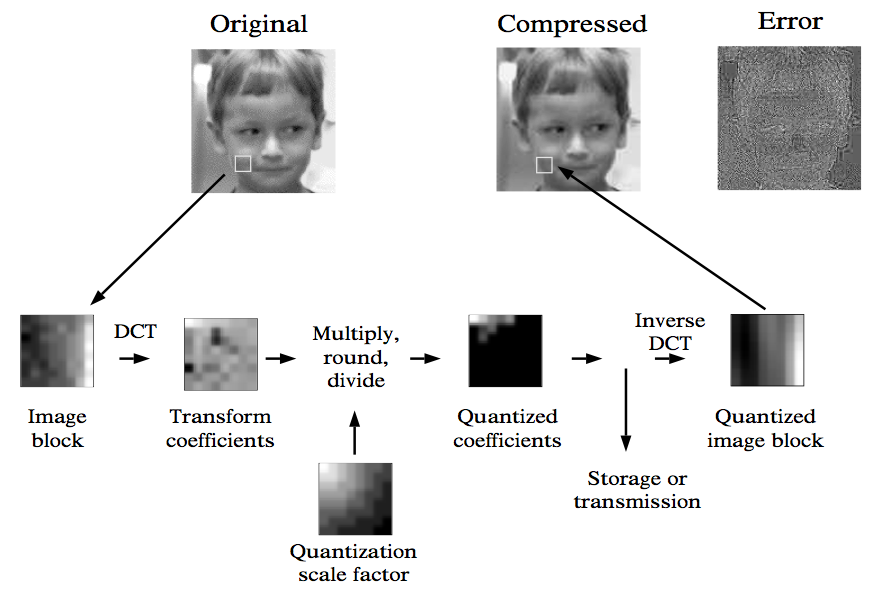 Original
Compressed
Error
DCT
Multiply,
round,
divide
Inverse
DCT
Image
block
Transform
coefficients
Quantized
coefficients
Quantized
image block
Storage or
transmission
Quantization
scale factor